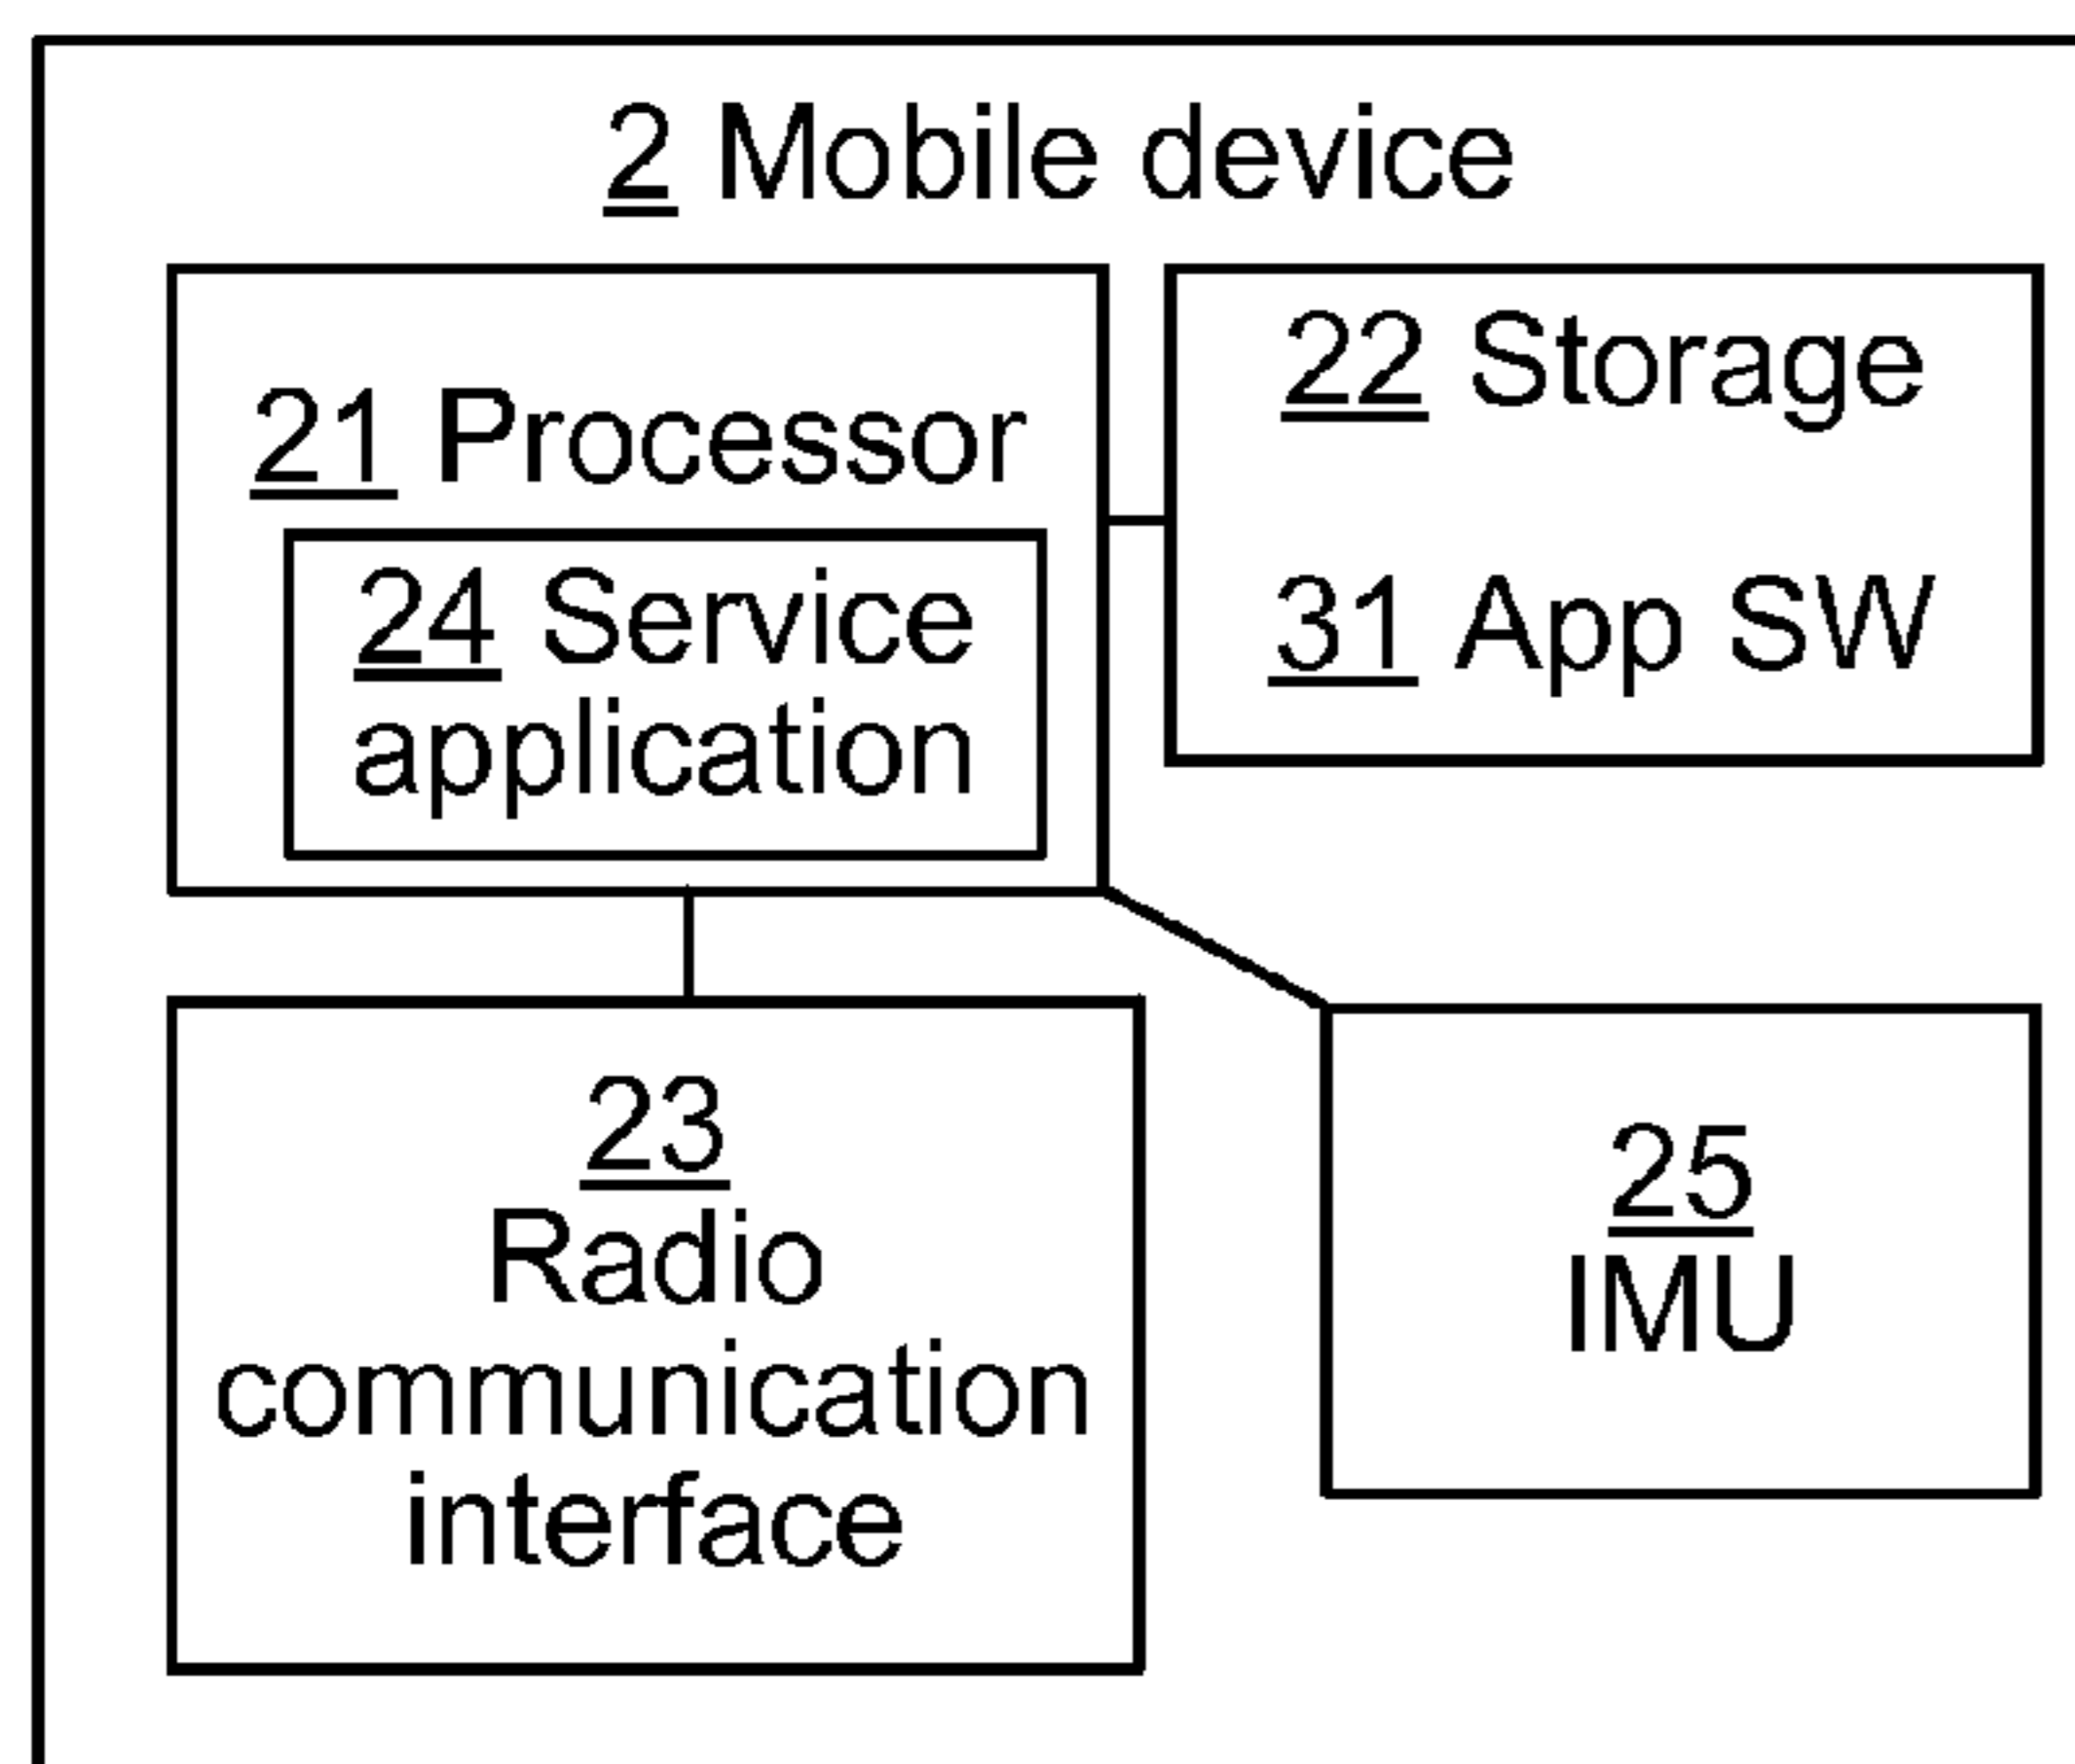 2 Mobile device
21 Processor
24 Service
application
22 Storage
31 App SW
23
Radio
communication
interface
25
IMU